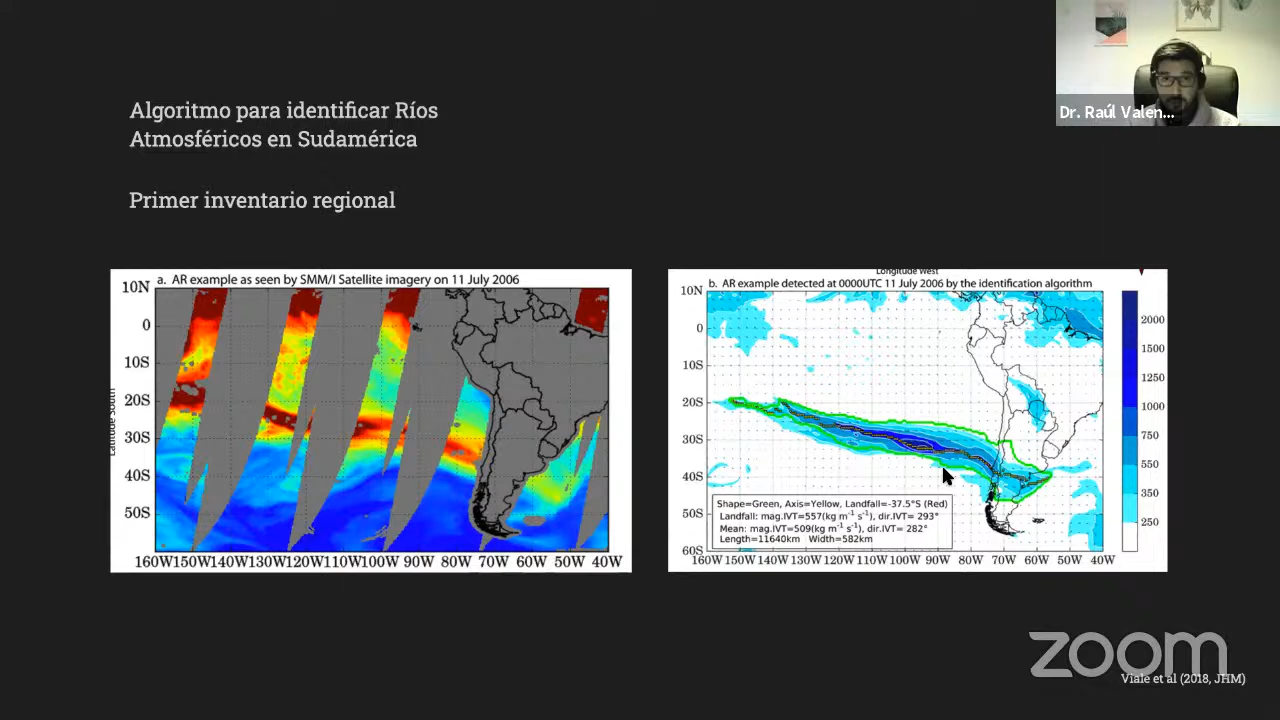 Algoritmo para identificar Ríos
Atmosféricos en Sudamérica
Primer inventario regional
Dr. Raúl Valen...
a. AR example as seen by SMM/I Satellite imagery on 11 July 2006
10N
0
10S
20S
30S
40S
50S
Latitude South
160W 150W 140W 130W 120W 110W 100W 90W 80W 70W 60W 50W 40W
Longitude West
b. AR example detected at 0000UTC 11 July 2006 by the identification algorithm
10N
0
10S
20S
30S
40S
50S
60S
Shape=Green, Axis=Yellow, Landfall=-37.5°S (Red)
Landfall: mag.IVT=557(kg m⁻¹ s⁻¹), dir.IVT= 293°
Mean: mag.IVT=509(kg m⁻¹ s⁻¹), dir.IVT= 282°
Length=11640km Width=582km
160W 150W 140W 130W 120W 110W 100W 90W 80W 70W 60W 50W 40W
2000
1500
1250
1000
750
550
350
250
zoom
Viale et al (2018, JHM)